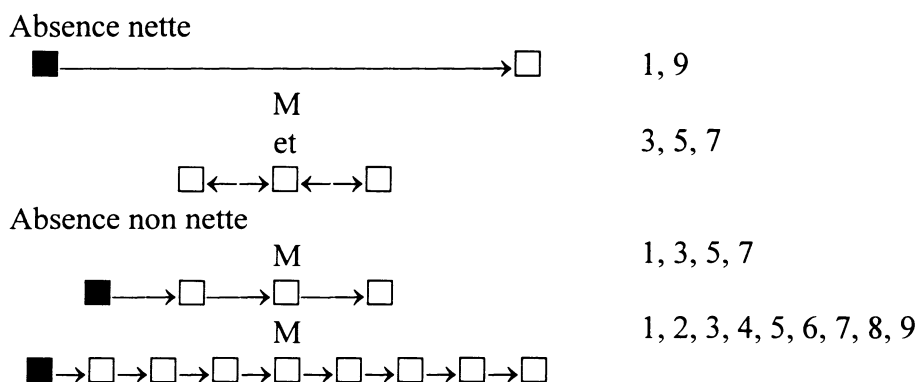 Absence nette
1, 9
M
et
3, 5, 7
Absence non nette
M
1, 3, 5, 7
M
1, 2, 3, 4, 5, 6, 7, 8, 9